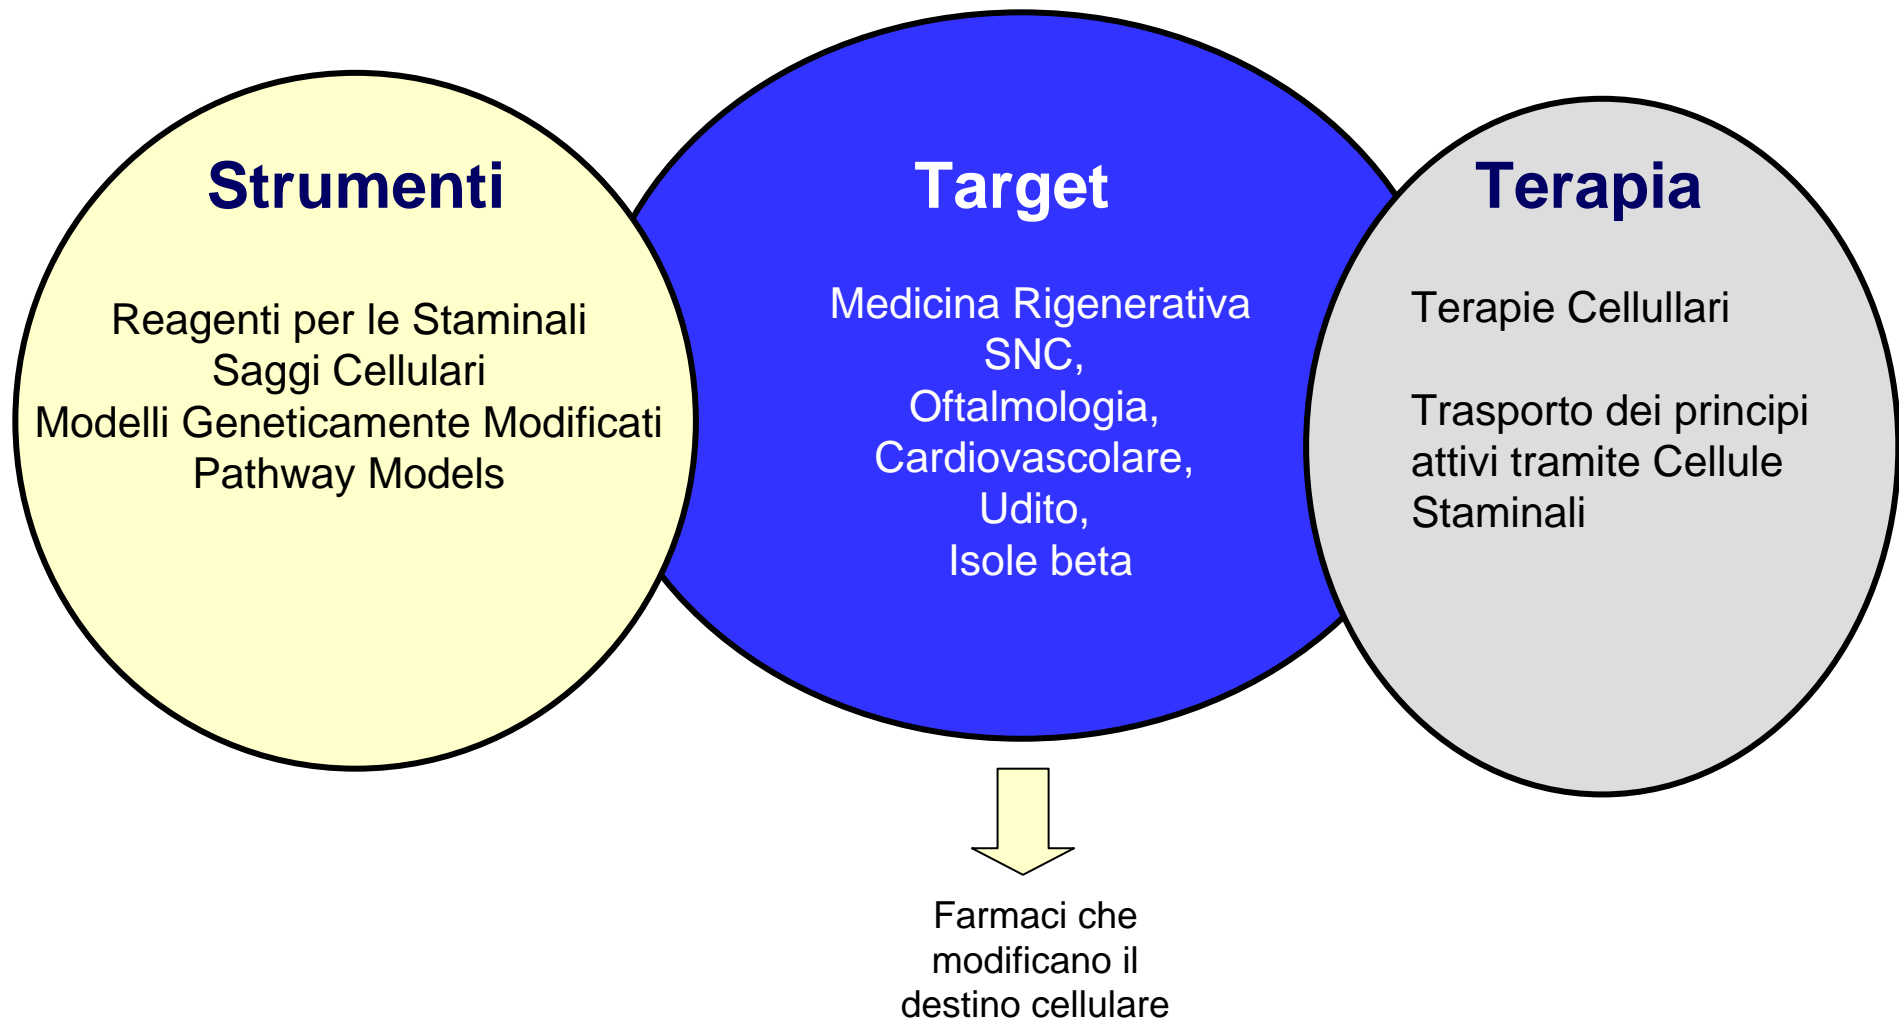 Strumenti
Reagenti per le Staminali
Saggi Cellulari
Modelli Geneticamente Modificati
Pathway Models
Target
Medicina Rigenerativa
SNC,
Oftalmologia,
Cardiovascolare,
Udito,
Isole beta
Terapia
Terapie Cellullari
Trasporto dei principi
attivi tramite Cellule
Staminali
Farmaci che
modificano il
destino cellulare